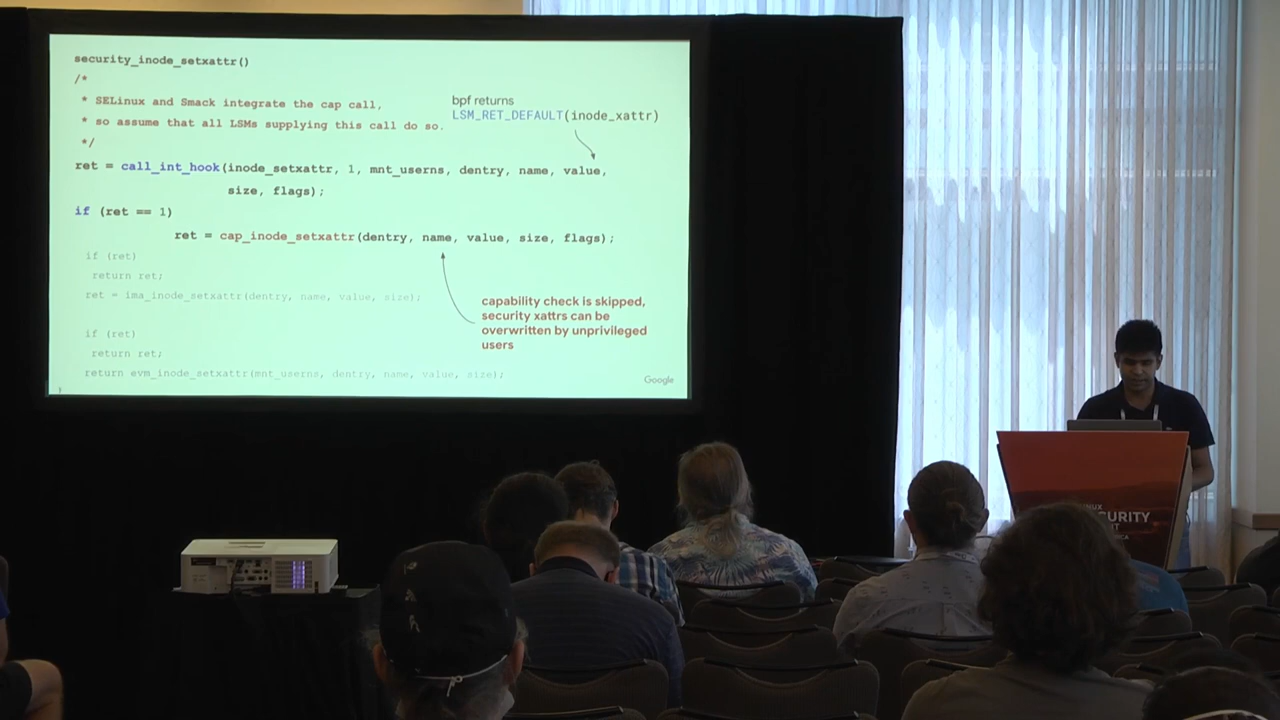 security_inode_setxattr()
/*
* SELinux and Smack integrate the cap call,
* so assume that all LSMs supplying this call do so.
*/
bpf returns
LSM_RET_DEFAULT(inode_xattr)
ret = call_int_hook(inode_setxattr, 1, mnt_userns, dentry, name, value,
size, flags);
if (ret == 1)
ret = cap_inode_setxattr(dentry, name, value, size, flags);
if (ret)
return ret;
ret = ima_inode_setxattr(dentry, name, value, size);
capability check is skipped,
security xattrs can be
overwritten by unprivileged
users
if (ret)
return ret;
return evm_inode_setxattr(mnt_userns, dentry, name, value, size);
Google